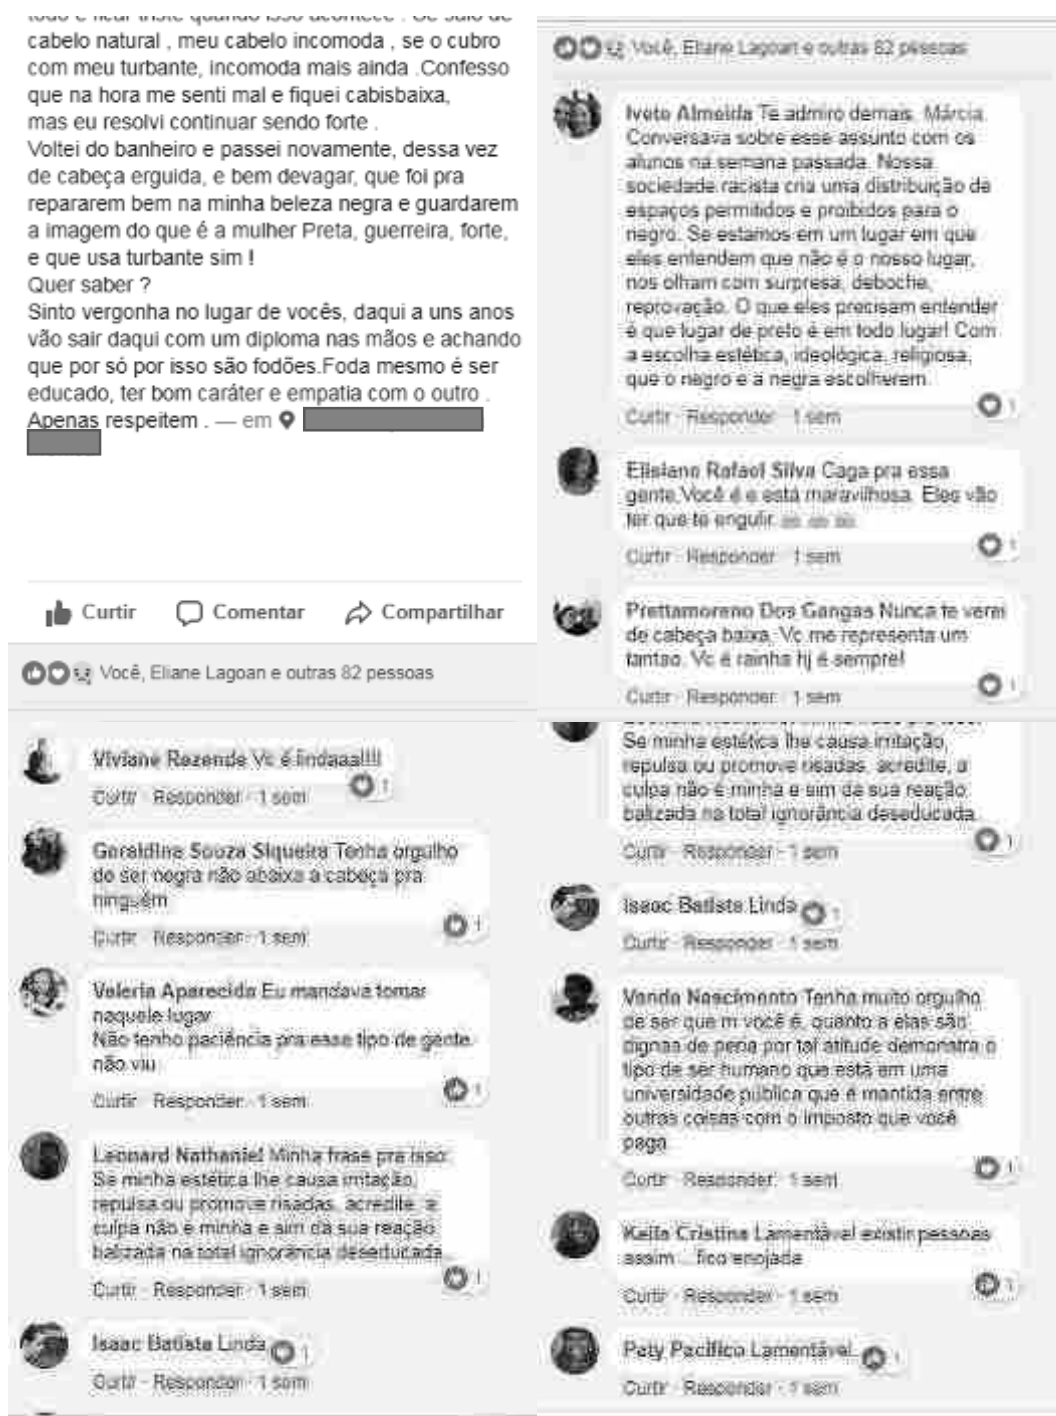 cabelo natural , meu cabelo incomoda , se o cubro
com meu turbante, incomoda mais ainda .Confesso
que na hora me senti mal e fiquei cabisbaixa,
mas eu resolvi continuar sendo forte .
Voltei do banheiro e passei novamente, dessa vez
de cabeça erguida, e bem devagar, que foi pra
repararem bem na minha beleza negra e guardarem
a imagem do que é a mulher Preta, guerreira, forte,
e que usa turbante sim !
Quer saber ?
Sinto vergonha no lugar de vocês, daqui a uns anos
vão sair daqui com um diploma nas mãos e achando
que por só por isso são fodões.Foda mesmo é ser
educado, ter bom caráter e empatia com o outro .
Apenas respeitem . — em
Curtir Comentar Compartilhar
Você, Eliane Lagoan e outras 82 pessoas
Viviane Rezende Vc é lindaaa!!!!
Curtir · Responder · 1 sem 1
Geraldina Souza Siqueira Tenha orgulho
de ser negra não abaixa a cabeça pra
ninguém
Curtir · Responder · 1 sem 1
Valeria Aparecida Eu mandava tomar
naquele lugar
Não tenho paciência pra esse tipo de gente
não viu
Curtir · Responder · 1 sem 1
Leonard Nathaniel Minha frase pra isso:
Se minha estética lhe causa irritação,
repulsa ou promove risadas, acredite, a
culpa não é minha e sim da sua reação
balizada na total ignorância deseducada.
Curtir · Responder · 1 sem 1
Isaac Batista Linda 1
Curtir · Responder · 1 sem
Você, Eliane Lagoan e outras 82 pessoas
Ivete Almeida Te admiro demais, Márcia.
Conversava sobre esse assunto com os
alunos na semana passada. Nossa
sociedade racista cria uma distribuição de
espaços permitidos e proibidos para o
negro. Se estamos em um lugar em que
eles entendem que não é o nosso lugar,
nos olham com surpresa, deboche,
reprovação. O que eles precisam entender
é que lugar de preto é em todo lugar! Com
a escolha estética, ideológica, religiosa,
que o negro e a negra escolherem.
Curtir · Responder · 1 sem 1
Elisiane Rafael Silva Caga pra essa
gente.Você é e está maravilhosa. Eles vão
ter que te engulir
Curtir · Responder · 1 sem 1
Prettamoreno Dos Gangas Nunca te verei
de cabeça baixa, Vc me representa um
tantao. Vc é rainha hj é sempre!
Curtir · Responder · 1 sem 1
Se minha estética lhe causa irritação,
repulsa ou promove risadas, acredite, a
culpa não é minha e sim da sua reação
balizada na total ignorância deseducada.
Curtir · Responder · 1 sem 1
Isaac Batista Linda 1
Curtir · Responder · 1 sem
Vanda Nascimento Tenha muito orgulho
de ser que m você é, quanto a elas são
dignas de pena por tal atitude demonstra o
tipo de ser humano que está em uma
universidade pública que é mantida entre
outras coisas com o imposto que você
paga
Curtir · Responder · 1 sem 1
Keila Cristina Lamentável existir pessoas
assim ... fico enojada
Curtir · Responder · 1 sem 1
Paty Pacifico Lamentável... 1
Curtir · Responder · 1 sem